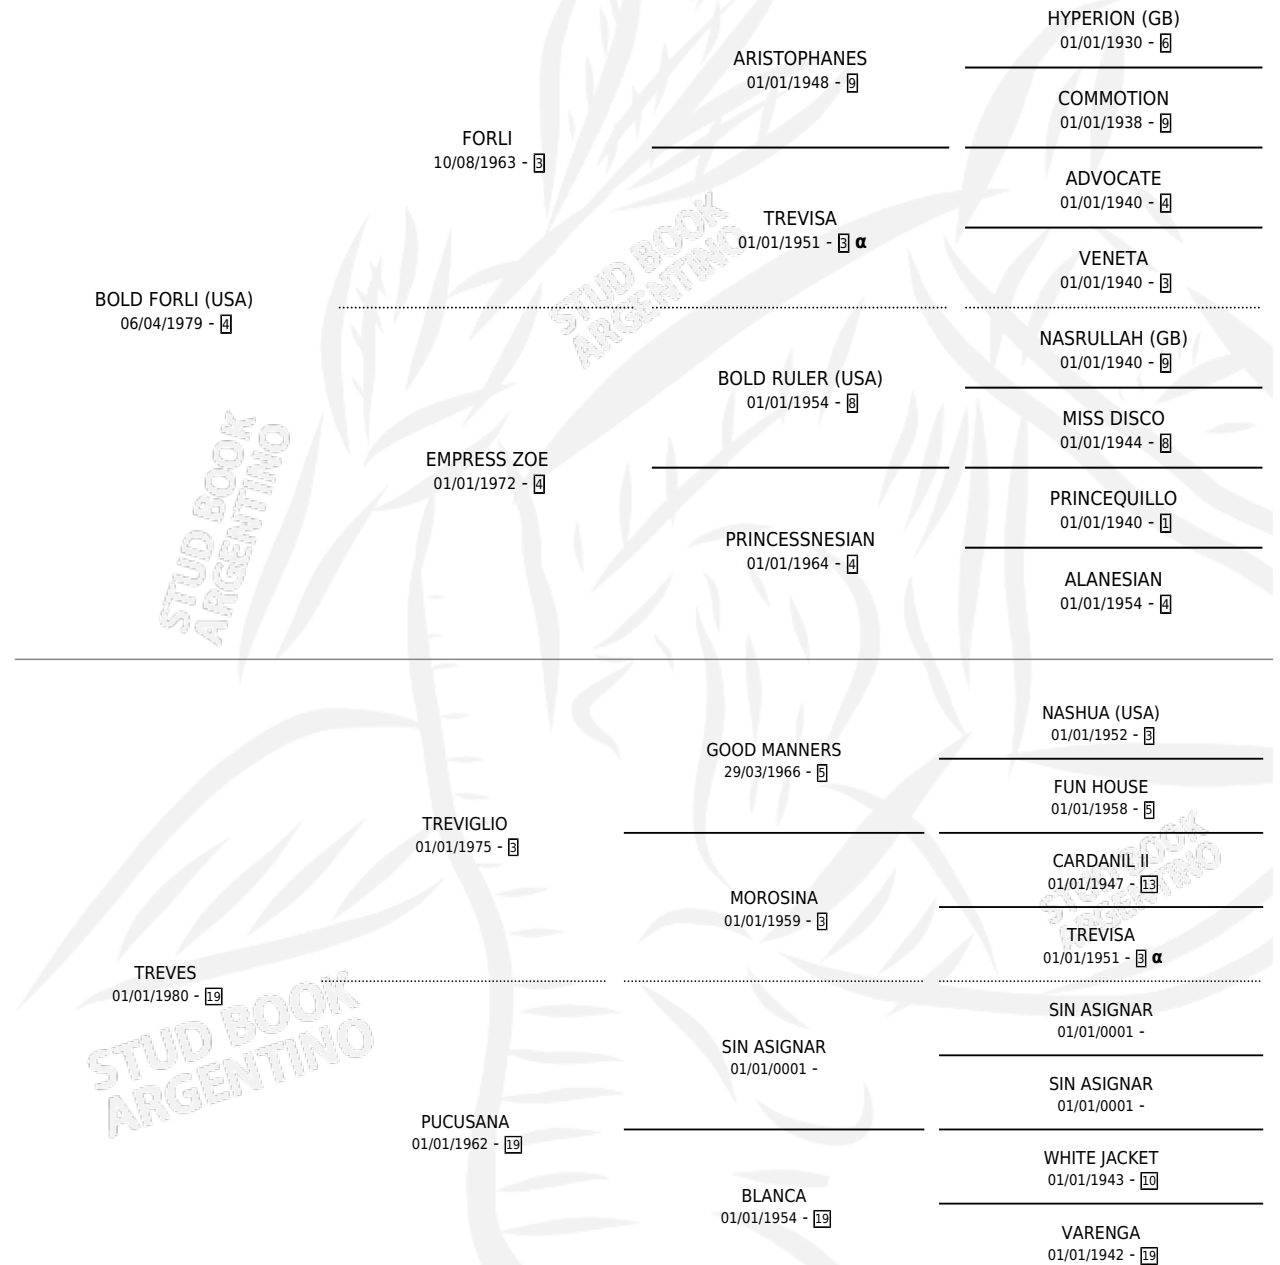 HYPERION (GB)
01/01/1930 - 6
ARISTOPHANES
01/01/1948 - 9
COMMOTION
01/01/1938 - 9
FORLI
10/08/1963 - 3
ADVOCATE
01/01/1940 - 4
TREVISA
01/01/1951 - 3 α
VENETA
01/01/1940 - 3
BOLD FORLI (USA)
06/04/1979 - 4
NASRULLAH (GB)
01/01/1940 - 9
BOLD RULER (USA)
01/01/1954 - 8
MISS DISCO
01/01/1944 - 8
EMPRESS ZOE
01/01/1972 - 4
PRINCEQUILLO
01/01/1940 - 1
PRINCESSNESIAN
01/01/1964 - 4
ALANESIAN
01/01/1954 - 4
NASHUA (USA)
01/01/1952 - 3
GOOD MANNERS
29/03/1966 - 5
FUN HOUSE
01/01/1958 - 5
TREVIGLIO
01/01/1975 - 3
CARDANIL II
01/01/1947 - 13
MOROSINA
01/01/1959 - 3
TREVISA
01/01/1951 - 3 α
TREVES
01/01/1980 - 19
SIN ASIGNAR
01/01/0001 -
SIN ASIGNAR
01/01/0001 -
SIN ASIGNAR
01/01/0001 -
PUCUSANA
01/01/1962 - 19
WHITE JACKET
01/01/1943 - 10
BLANCA
01/01/1954 - 19
VARENGA
01/01/1942 - 19
STUD BOOK
ARGENTINO
STUD BOOK
ARGENTINO
STUD BOOK
ARGENTINO
STUD BOOK
ARGENTINO